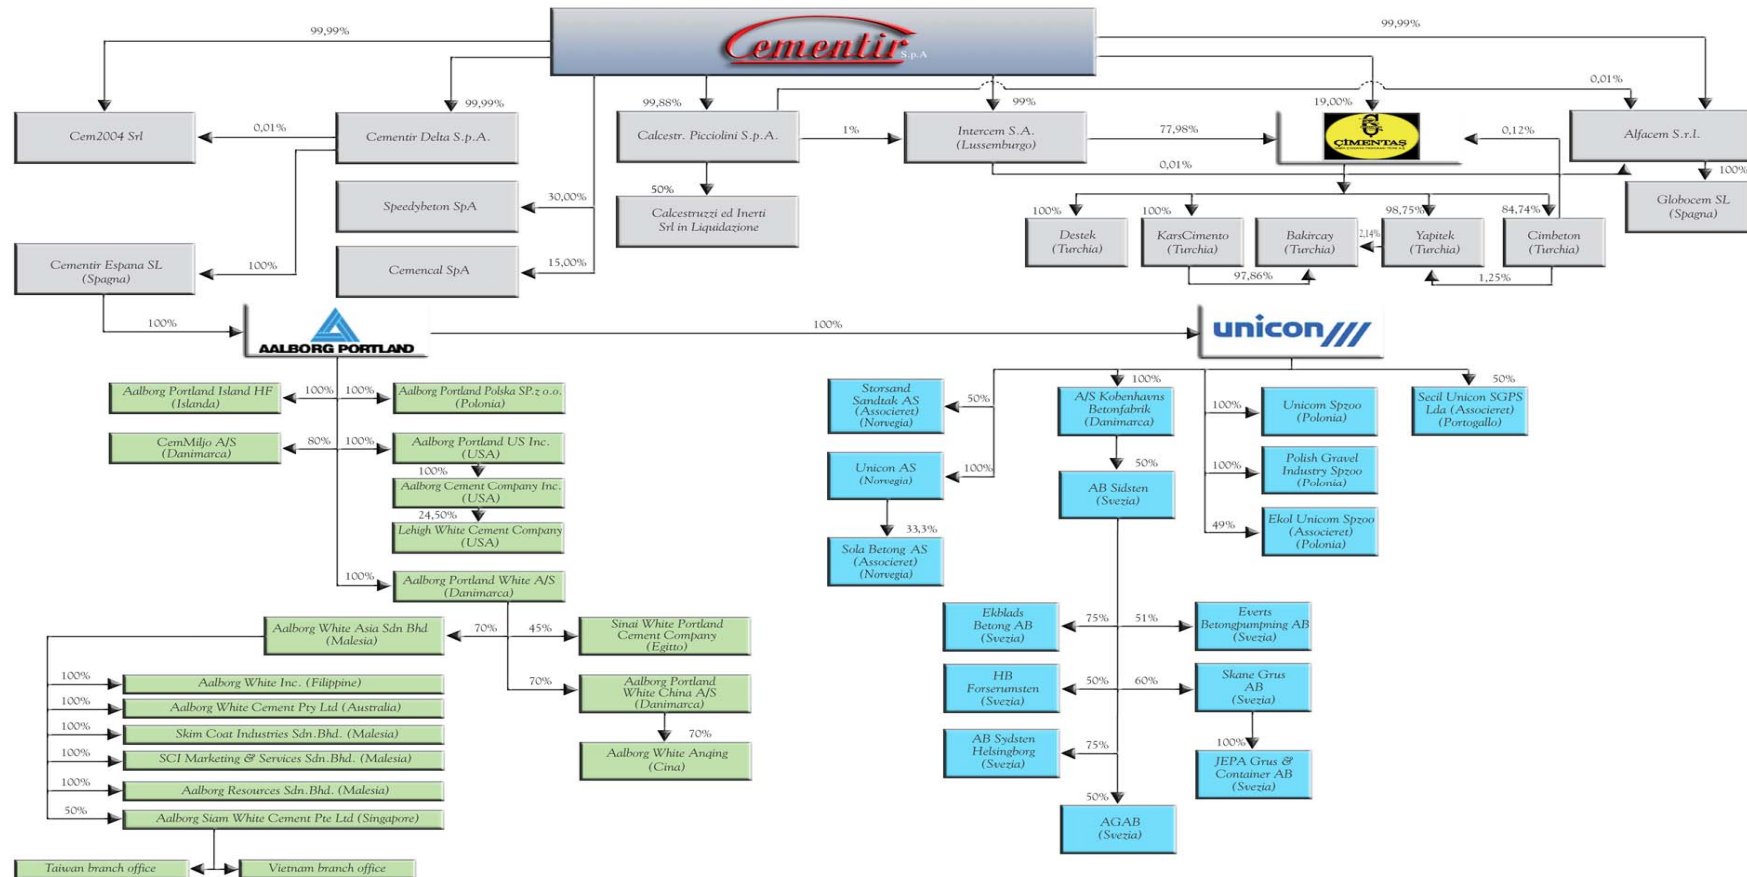 Cementir S.p.A
99,99%
99,99%
99,99%
99,88%
99%
19,00%
0,01%
Cem2004 Srl
0,01%
Cementir Delta S.p.A.
Calcestr. Picciolini S.p.A.
1%
Intercem S.A.
(Lussemburgo)
77,98%
ÇİMENTAŞ
0,12%
Alfacem S.r.l.
0,01%
100%
Speedybeton SpA
30,00%
50%
Calcestruzzi ed Inerti
Srl in Liquidazione
Globocem SL
(Spagna)
100%
Destek
(Turchia)
100%
KarsCimento
(Turchia)
Bakircay
(Turchia)
2,14%
98,75%
Yapitek
(Turchia)
84,74%
Cimbeton
(Turchia)
97,86%
1,25%
Cementir Espana SL
(Spagna)
100%
Cemencal SpA
15,00%
100%
AALBORG PORTLAND
100%
unicon
Aalborg Portland Island HF
(Islanda)
100%
100%
Aalborg Portland Polska SP.z o.o.
(Polonia)
CemMiljo A/S
(Danimarca)
80%
100%
Aalborg Portland US Inc.
(USA)
100%
Aalborg Cement Company Inc.
(USA)
24,50%
Lehigh White Cement Company
(USA)
100%
Aalborg Portland White A/S
(Danimarca)
Aalborg White Asia Sdn Bhd
(Malesia)
70%
45%
Sinai White Portland
Cement Company
(Egitto)
70%
Aalborg Portland
White China A/S
(Danimarca)
70%
Aalborg White Anqing
(Cina)
100%
Aalborg White Inc. (Filippine)
100%
Aalborg White Cement Pty Ltd (Australia)
100%
Skim Coat Industries Sdn.Bhd. (Malesia)
100%
SCI Marketing & Services Sdn.Bhd. (Malesia)
100%
Aalborg Resources Sdn.Bhd. (Malesia)
50%
Aalborg Siam White Cement Pte Ltd (Singapore)
Taiwan branch office
Vietnam branch office
Storsand
Sandtak AS
(Associeret)
(Norvegia)
50%
100%
A/S Kobenhavns
Betonfabrik
(Danimarca)
100%
Unicom Spzoo
(Polonia)
50%
Secil Unicon SGPS
Lda (Associeret)
(Portogallo)
Unicon AS
(Norvegia)
100%
50%
AB Sidsten
(Svezia)
100%
Polish Gravel
Industry Spzoo
(Polonia)
49%
Ekol Unicom Spzoo
(Associeret)
(Polonia)
33,3%
Sola Betong AS
(Associeret)
(Norvegia)
Ekblads
Betong AB
(Svezia)
75%
51%
Everts
Betongpumpning AB
(Svezia)
HB
Forserumsten
(Svezia)
50%
60%
Skane Grus
AB
(Svezia)
AB Sydsten
Helsingborg
(Svezia)
75%
100%
JEPA Grus &
Container AB
(Svezia)
50%
AGAB
(Svezia)